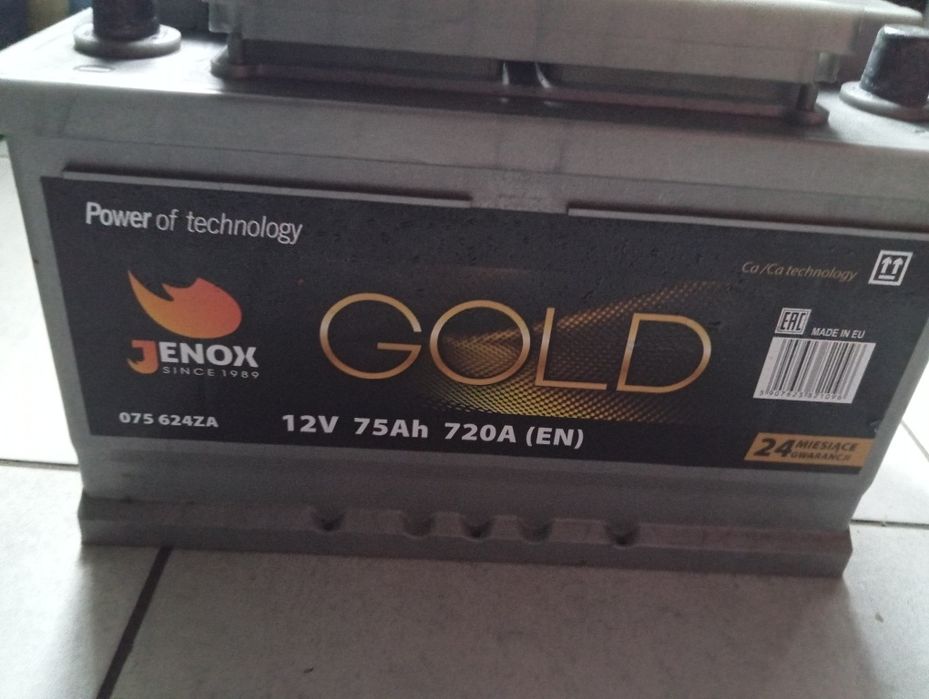 Power of technology
Ca/Ca technology
JENOX
SINCE 1989
GOLD
EAC
MADE IN EU
075 624ZA
12V 75Ah 720A (EN)
24 MIESIĄCE
GWARANCJI